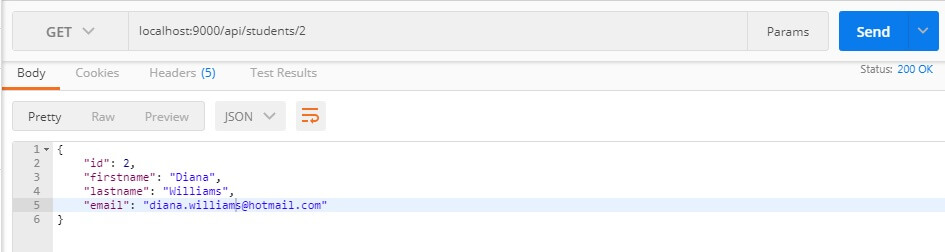 GET localhost:9000/api/students/2 Params Send
Body Cookies Headers (5) Test Results Status: 200 OK
Pretty Raw Preview JSON
1 {
2 "id": 2,
3 "firstname": "Diana",
4 "lastname": "Williams",
5 "email": "diana.williams@hotmail.com"
6 }